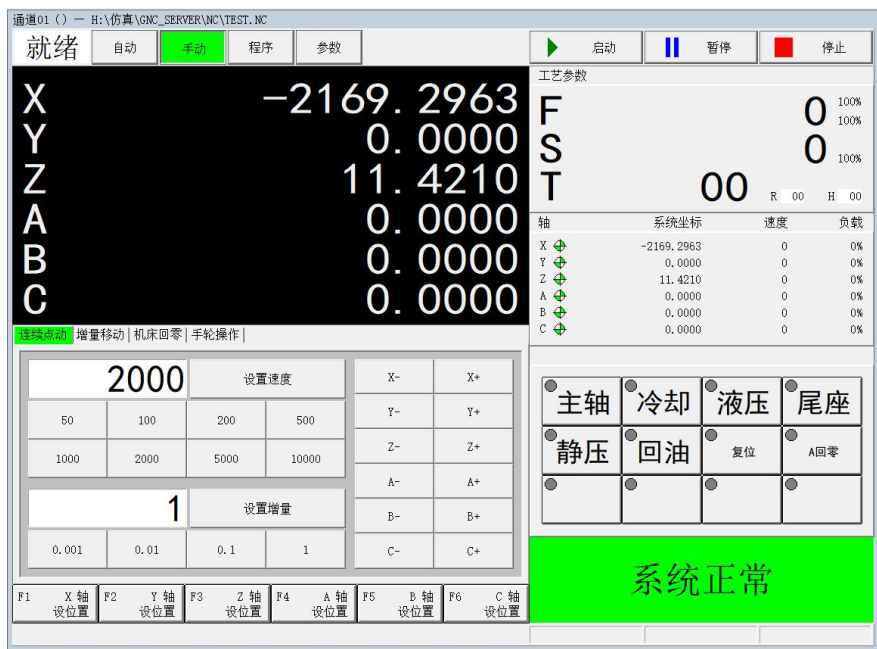 通道01 () — H:\仿真\GNC_SERVER\NC\TEST.NC
就绪 自动 手动 程序 参数 启动 暂停 停止
X -2169.2963
Y 0.0000
Z 11.4210
A 0.0000
B 0.0000
C 0.0000
工艺参数
F 0 100%
100%
S 0 100%
T 00 R 00 H 00
轴 系统坐标 速度 负载
X -2169.2963 0 0%
Y 0.0000 0 0%
Z 11.4210 0 0%
A 0.0000 0 0%
B 0.0000 0 0%
C 0.0000 0 0%
连续点动 增量移动 机床回零 手轮操作
2000 设置速度
50 100 200 500
1000 2000 5000 10000
1 设置增量
0.001 0.01 0.1 1
X- X+
Y- Y+
Z- Z+
A- A+
B- B+
C- C+
主轴 冷却 液压 尾座
静压 回油 复位 A回零
系统正常
F1 X 轴 设位置
F2 Y 轴 设位置
F3 Z 轴 设位置
F4 A 轴 设位置
F5 B 轴 设位置
F6 C 轴 设位置